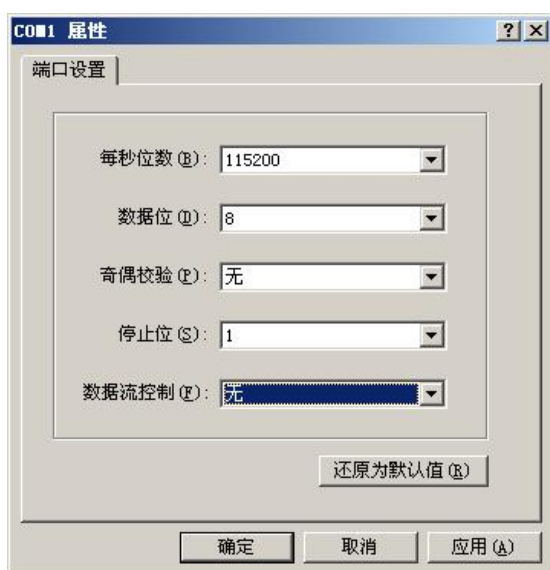 COM1 属性
端口设置
每秒位数(B): 115200
数据位(D): 8
奇偶校验(P): 无
停止位(S): 1
数据流控制(F): 无
还原为默认值(R)
确定 取消 应用(A)